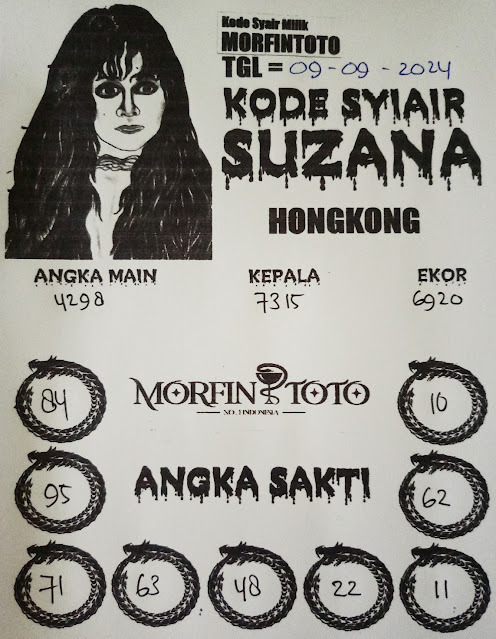 Kode Syair Milik
MORFINTOTO
TGL = 09-09-2024
KODE SYIAIR
SUZANA
HONGKONG
ANGKA MAIN KEPALA EKOR
4298 7315 6920
84 MORFIN TOTO 10
NO. 1 INDONESIA
95 ANGKA SAKTI 62
71 63 48 22 11